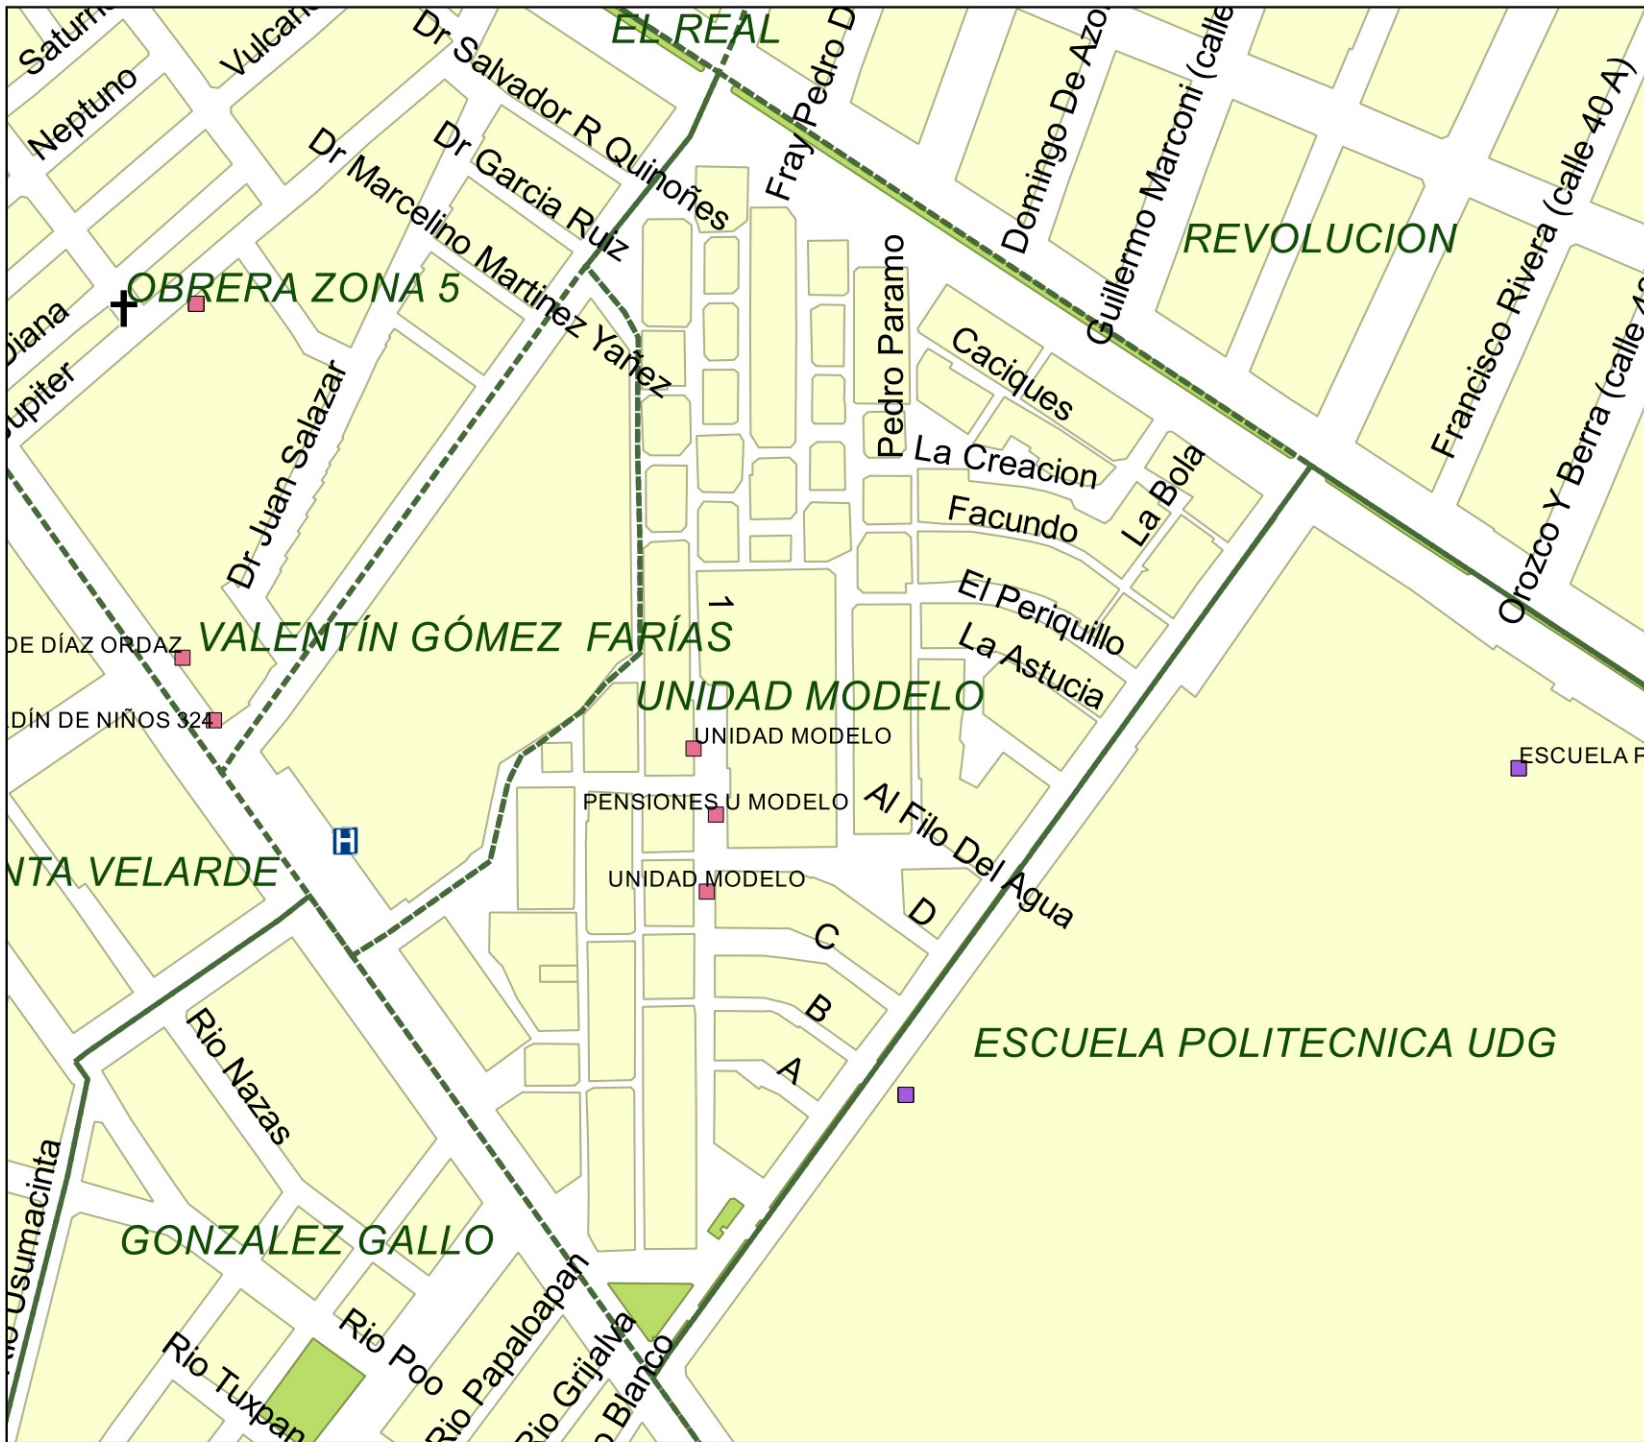 EL REAL
Vulcano
Neptuno
Dr Salvador R Quinoñes
Dr Garcia Ruiz
Dr Marcelino Martinez Yañez
Fray Pedro D
Domingo De Azo
Guillermo Marconi (calle
Francisco Rivera (calle 40 A)
REVOLUCION
OBRERA ZONA 5
Diana
Jupiter
Pedro Paramo
Caciques
La Creacion
La Bola
Facundo
El Periquillo
La Astucia
Orozco Y Berra (calle
Dr Juan Salazar
1
DE DÍAZ ORDAZ
VALENTÍN GÓMEZ FARÍAS
UNIDAD MODELO
DÍN DE NIÑOS 324
UNIDAD MODELO
ESCUELA P
PENSIONES U MODELO
Al Filo Del Agua
H
NTA VELARDE
UNIDAD MODELO
D
C
B
A
ESCUELA POLITECNICA UDG
Rio Nazas
Usumacinta
GONZALEZ GALLO
Rio Poo
Rio Tuxpan
Rio Papaloapan
Rio Grijalva
o Blanco